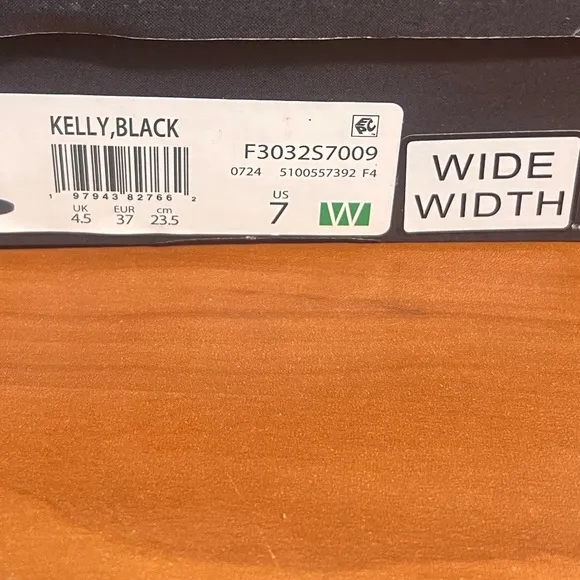 KELLY,BLACK
F3032S7009
0724 5100557392 F4
1 97943 82766 2
UK EUR cm
4.5 37 23.5
US
7 W
WIDE
WIDTH